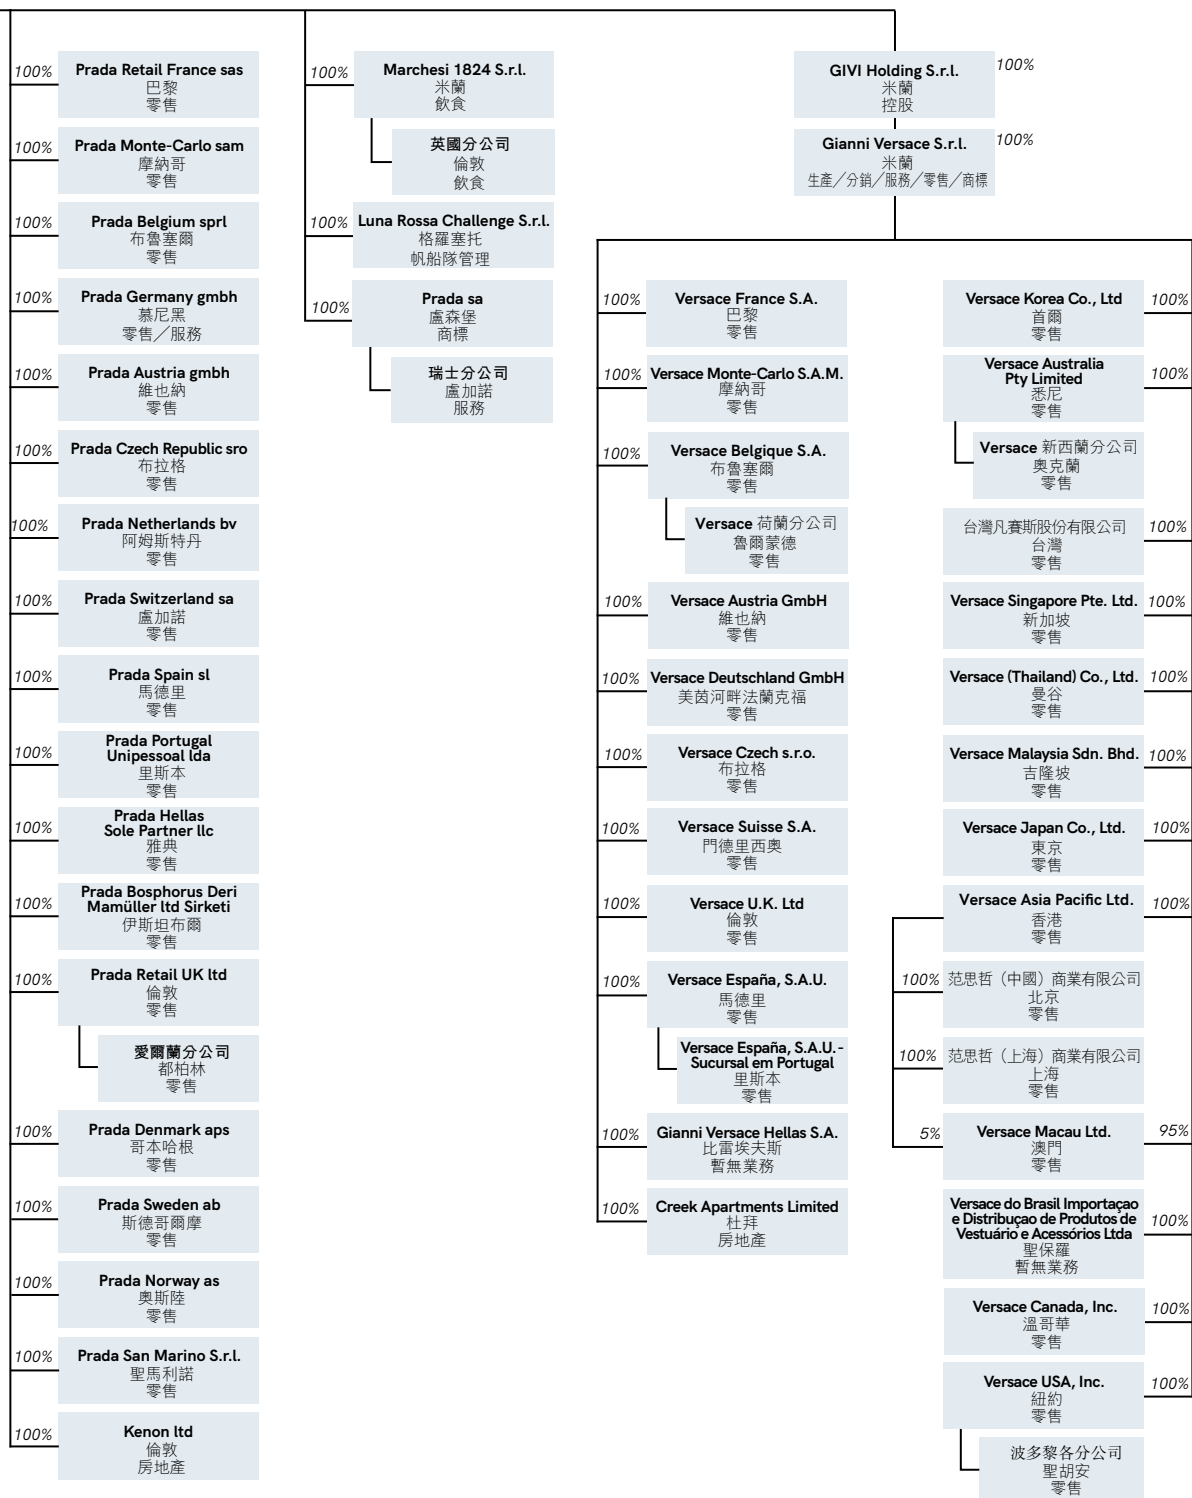 100%
Prada Retail France sas
巴黎
零售
100%
Prada Monte-Carlo sam
摩納哥
零售
100%
Prada Belgium sprl
布魯塞爾
零售
100%
Prada Germany gmbh
慕尼黑
零售／服務
100%
Prada Austria gmbh
維也納
零售
100%
Prada Czech Republic sro
布拉格
零售
100%
Prada Netherlands bv
阿姆斯特丹
零售
100%
Prada Switzerland sa
盧加諾
零售
100%
Prada Spain sl
馬德里
零售
100%
Prada Portugal
Unipessoal lda
里斯本
零售
100%
Prada Hellas
Sole Partner llc
雅典
零售
100%
Prada Bosphorus Deri
Mamüller ltd Sirketi
伊斯坦布爾
零售
100%
Prada Retail UK ltd
倫敦
零售
愛爾蘭分公司
都柏林
零售
100%
Prada Denmark aps
哥本哈根
零售
100%
Prada Sweden ab
斯德哥爾摩
零售
100%
Prada Norway as
奧斯陸
零售
100%
Prada San Marino S.r.l.
聖馬利諾
零售
100%
Kenon ltd
倫敦
房地產
100%
Marchesi 1824 S.r.l.
米蘭
飲食
英國分公司
倫敦
飲食
100%
Luna Rossa Challenge S.r.l.
格羅塞托
帆船隊管理
100%
Prada sa
盧森堡
商標
瑞士分公司
盧加諾
服務
GIVI Holding S.r.l.
100%
米蘭
控股
Gianni Versace S.r.l.
100%
米蘭
生產／分銷／服務／零售／商標
100%
Versace France S.A.
巴黎
零售
100%
Versace Monte-Carlo S.A.M.
摩納哥
零售
100%
Versace Belgique S.A.
布魯塞爾
零售
Versace 荷蘭分公司
魯爾蒙德
零售
100%
Versace Austria GmbH
維也納
零售
100%
Versace Deutschland GmbH
美茵河畔法蘭克福
零售
100%
Versace Czech s.r.o.
布拉格
零售
100%
Versace Suisse S.A.
門德里西奧
零售
100%
Versace U.K. Ltd
倫敦
零售
100%
Versace España, S.A.U.
馬德里
零售
Versace España, S.A.U. -
Sucursal em Portugal
里斯本
零售
100%
Gianni Versace Hellas S.A.
比雷埃夫斯
暫無業務
100%
Creek Apartments Limited
杜拜
房地產
Versace Korea Co., Ltd
100%
首爾
零售
Versace Australia
Pty Limited
100%
悉尼
零售
Versace 新西蘭分公司
奧克蘭
零售
台灣凡賽斯股份有限公司
100%
台灣
零售
Versace Singapore Pte. Ltd.
100%
新加坡
零售
Versace (Thailand) Co., Ltd.
100%
曼谷
零售
Versace Malaysia Sdn. Bhd.
100%
吉隆坡
零售
Versace Japan Co., Ltd.
100%
東京
零售
Versace Asia Pacific Ltd.
100%
香港
零售
100%
范思哲（中國）商業有限公司
北京
零售
100%
范思哲（上海）商業有限公司
上海
零售
5%
Versace Macau Ltd.
95%
澳門
零售
Versace do Brasil Importaçao
e Distribuçao de Produtos de
Vestuário e Acessórios Ltda
100%
聖保羅
暫無業務
Versace Canada, Inc.
100%
溫哥華
零售
Versace USA, Inc.
100%
紐約
零售
波多黎各分公司
聖胡安
零售